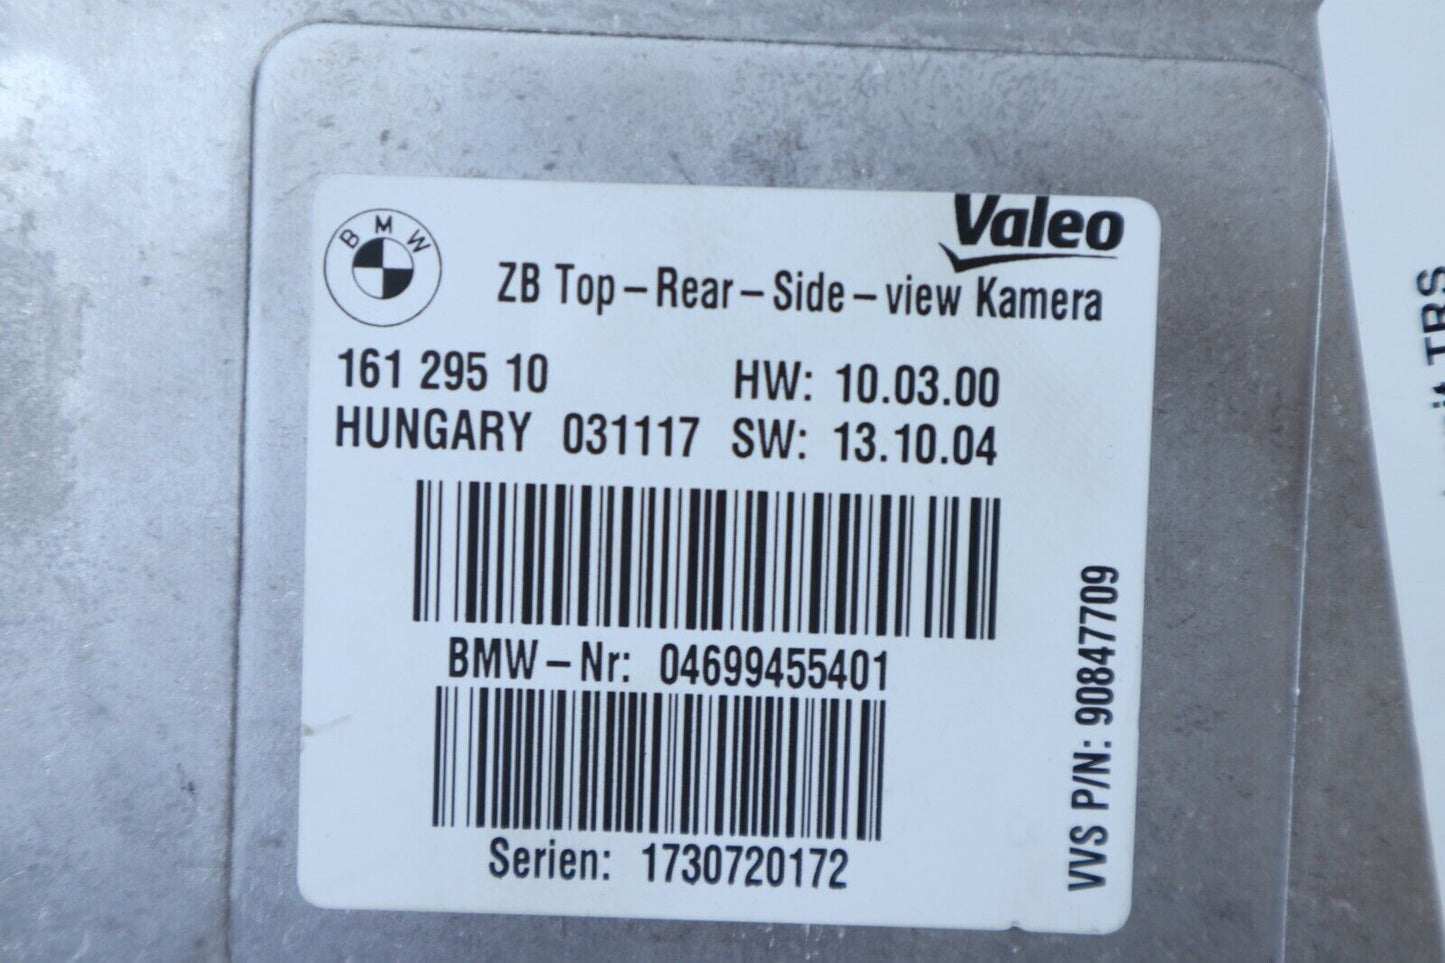 BMW
Valeo
ZB Top-Rear-Side-view Kamera
161 295 10 HW: 10.03.00
HUNGARY 031117 SW: 13.10.04
BMW-Nr: 04699455401
Serien: 1730720172
VVS P/N: 90847709
TRS